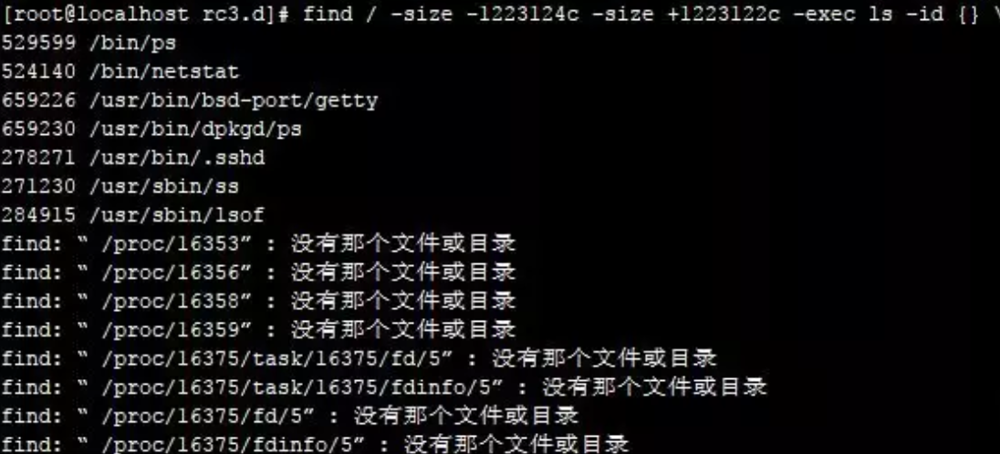 [root@localhost rc3.d]# find / -size -1223124c -size +1223122c -exec ls -id {} \
529599 /bin/ps
524140 /bin/netstat
659226 /usr/bin/bsd-port/getty
659230 /usr/bin/dpkgd/ps
278271 /usr/bin/.sshd
271230 /usr/sbin/ss
284915 /usr/sbin/lsof
find: “ /proc/16353” : 没有那个文件或目录
find: “ /proc/16356” : 没有那个文件或目录
find: “ /proc/16358” : 没有那个文件或目录
find: “ /proc/16359” : 没有那个文件或目录
find: “ /proc/16375/task/16375/fd/5” : 没有那个文件或目录
find: “ /proc/16375/task/16375/fdinfo/5” : 没有那个文件或目录
find: “ /proc/16375/fd/5” : 没有那个文件或目录
find: “ /proc/16375/fdinfo/5” : 没有那个文件或目录